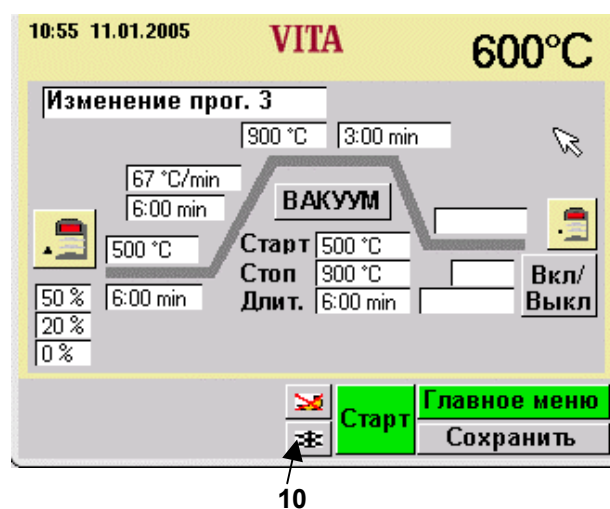 10:55 11.01.2005
VITA
600°C
Изменение прог. 3
900 °C 3:00 min
67 °C/min
6:00 min
ВАКУУМ
500 °C
Старт 500 °C
Стоп 900 °C
Вкл/
Выкл
50 % 6:00 min
Длит. 6:00 min
20 %
0 %
Старт
Главное меню
Сохранить
10